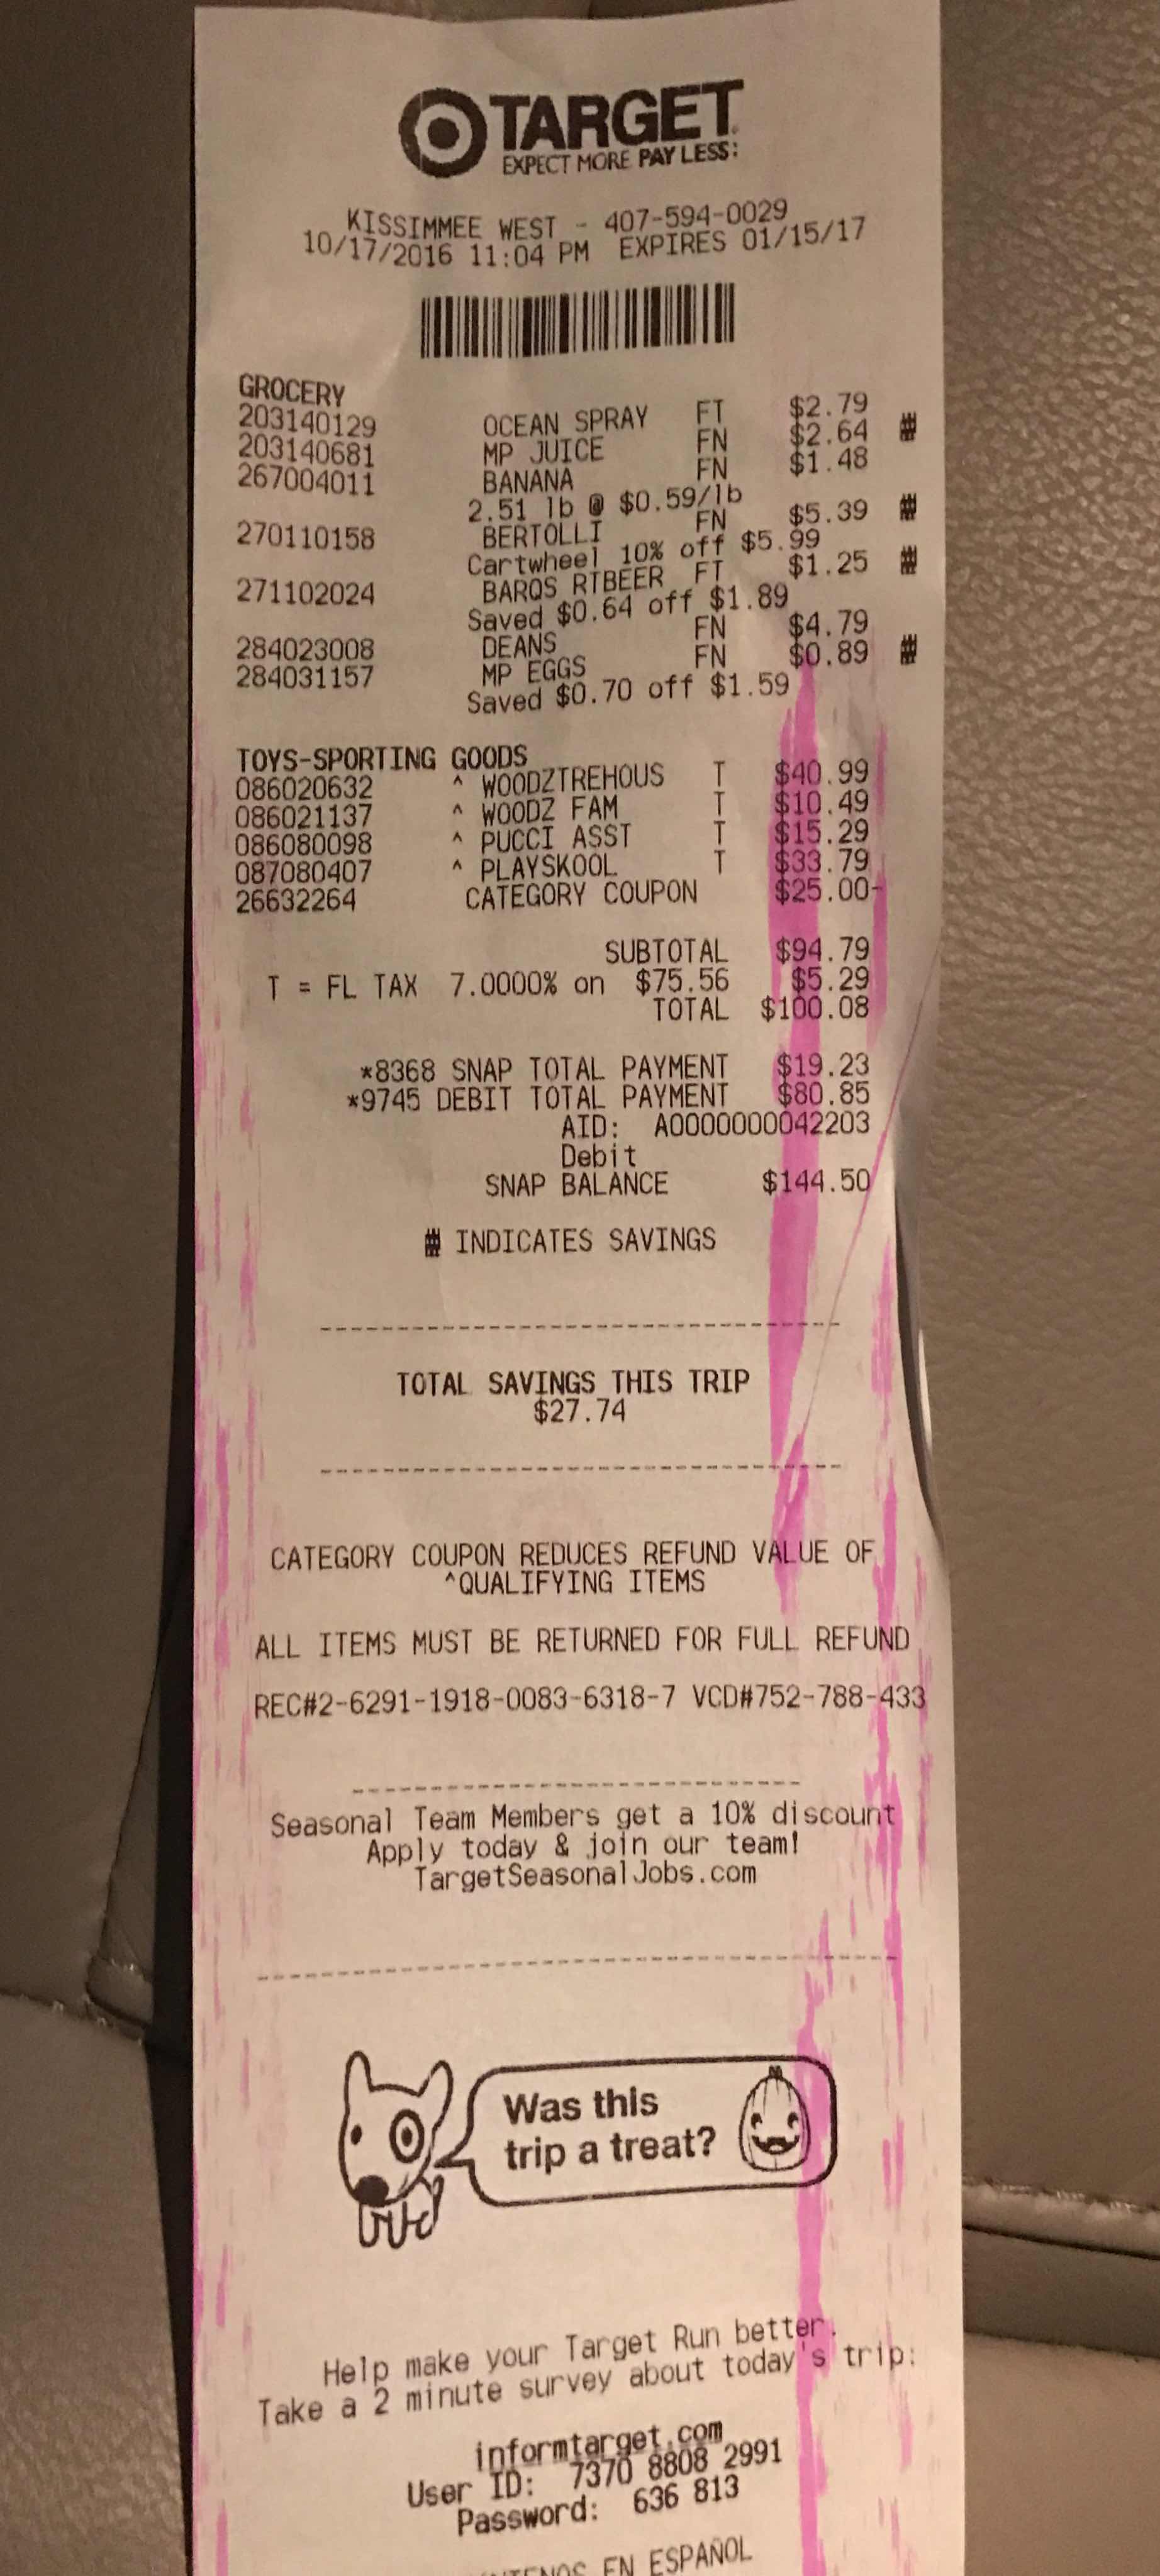 TARGET
EXPECT MORE PAY LESS.
KISSIMMEE WEST - 407-594-0029
10/17/2016 11:04 PM EXPIRES 01/15/17
GROCERY
203140129 OCEAN SPRAY FT $2.79
203140681 MP JUICE FN $2.64 #
267004011 BANANA FN $1.48
2.51 lb @ $0.59/lb
270110158 BERTOLLI FN $5.39 #
Cartwheel 10% off $5.99
271102024 BARQS RTBEER FT $1.25 #
Saved $0.64 off $1.89
284023008 DEANS FN $4.79
284031157 MP EGGS FN $0.89 #
Saved $0.70 off $1.59
TOYS-SPORTING GOODS
086020632 ^ WOODZTREHOUS T $40.99
086021137 ^ WOODZ FAM T $10.49
086080098 ^ PUCCI ASST T $15.29
087080407 ^ PLAYSKOOL T $33.79
26632264 CATEGORY COUPON $25.00-
SUBTOTAL $94.79
T = FL TAX 7.0000% on $75.56 $5.29
TOTAL $100.08
*8368 SNAP TOTAL PAYMENT $19.23
*9745 DEBIT TOTAL PAYMENT $80.85
AID: A0000000042203
Debit
SNAP BALANCE $144.50
# INDICATES SAVINGS
TOTAL SAVINGS THIS TRIP
$27.74
CATEGORY COUPON REDUCES REFUND VALUE OF
^QUALIFYING ITEMS
ALL ITEMS MUST BE RETURNED FOR FULL REFUND
REC#2-6291-1918-0083-6318-7 VCD#752-788-433
Seasonal Team Members get a 10% discount
Apply today & join our team!
TargetSeasonalJobs.com
Was this
trip a treat?
Help make your Target Run better.
Take a 2 minute survey about today's trip:
informtarget.com
User ID: 7370 8808 2991
Password: 636 813
EN ESPAÑOL